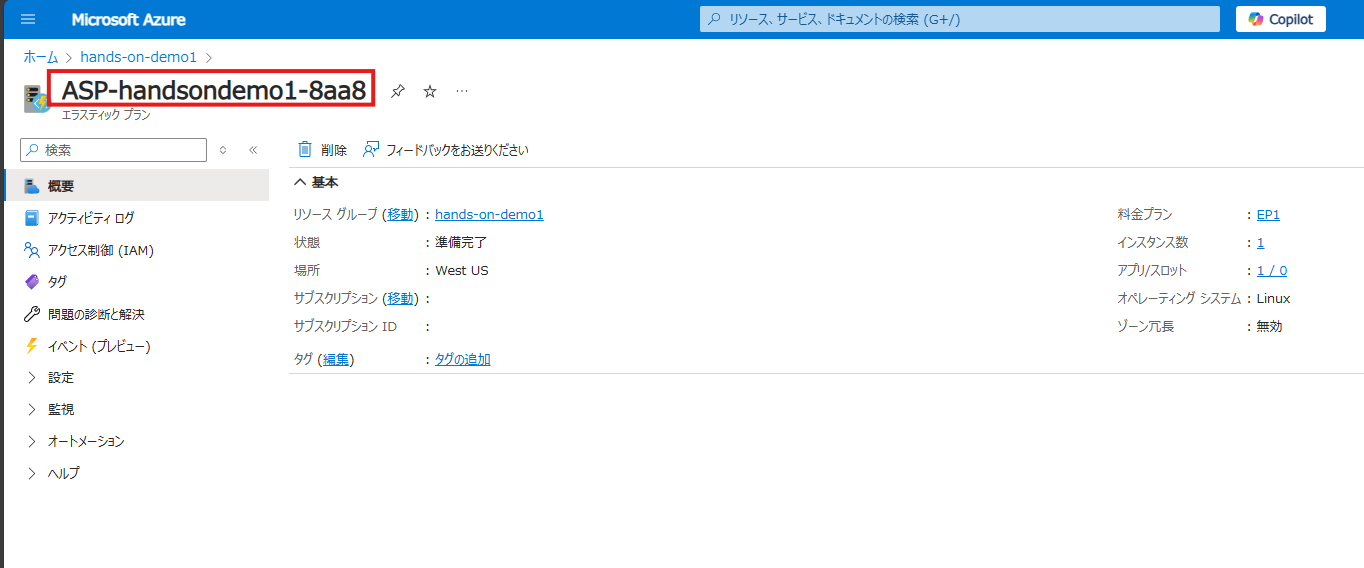 Microsoft Azure
リソース、サービス、ドキュメントの検索 (G+/)
Copilot
ホーム > hands-on-demo1 >
ASP-handsondemo1-8aa8
エラスティック プラン
検索
概要
アクティビティ ログ
アクセス制御 (IAM)
タグ
問題の診断と解決
イベント (プレビュー)
設定
監視
オートメーション
ヘルプ
削除 フィードバックをお送りください
基本
リソース グループ (移動) : hands-on-demo1
状態 : 準備完了
場所 : West US
サブスクリプション (移動) :
サブスクリプション ID :
タグ (編集) : タグの追加
料金プラン : EP1
インスタンス数 : 1
アプリ/スロット : 1 / 0
オペレーティング システム : Linux
ゾーン冗長 : 無効